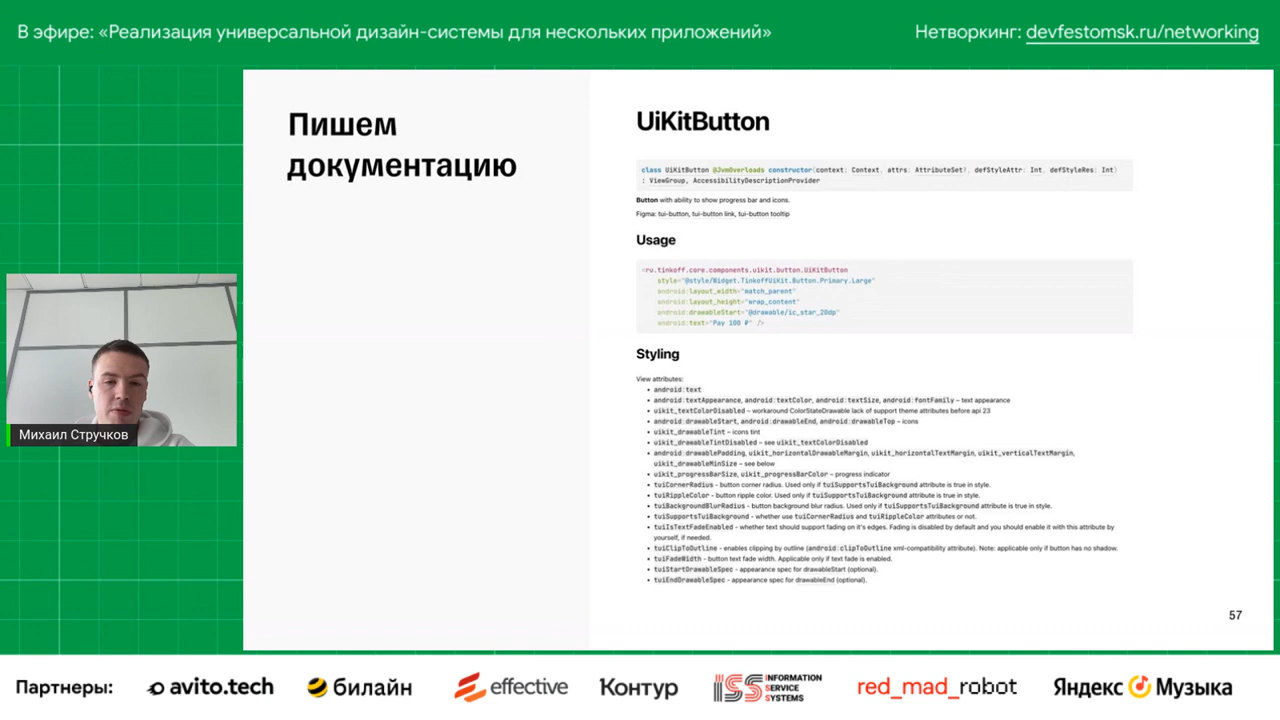 В эфире: «Реализация универсальной дизайн-системы для нескольких приложений»
Нетворкинг: devfestomsk.ru/networking
Пишем
документацию
UiKitButton
class UiKitButton @JvmOverloads constructor(context: Context, attrs: AttributeSet?, defStyleAttr: Int, defStyleRes: Int)
: ViewGroup, AccessibilityDescriptionProvider
Button with ability to show progress bar and icons.
Figma: tui-button, tui-button link, tui-button tooltip
Usage
<ru.tinkoff.core.components.uikit.button.UiKitButton
style="@style/Widget.TinkoffUiKit.Button.Primary.Large"
android:layout_width="match_parent"
android:layout_height="wrap_content"
android:drawableStart="@drawable/ic_star_20dp"
android:text="Pay 100 ₽" />
Styling
View attributes:
• android:text
• android:textAppearance, android:textColor, android:textSize, android:fontFamily – text appearance
• uikit_textColorDisabled – workaround ColorStateDrawable lack of support theme attributes before api 23
• android:drawableStart, android:drawableEnd, android:drawableTop – icons
• uikit_drawableTint – icons tint
• uikit_drawableTintDisabled – see uikit_textColorDisabled
• android:drawablePadding, uikit_horizontalDrawableMargin, uikit_horizontalTextMargin, uikit_verticalTextMargin,
uikit_drawableMinSize – see below
• uikit_progressBarSize, uikit_progressBarColor – progress indicator
• tuiCornerRadius - button corner radius. Used only if tuiSupportsTuiBackground attribute is true in style.
• tuiRippleColor - button ripple color. Used only if tuiSupportsTuiBackground attribute is true in style.
• tuiBackgroundBlurRadius - button background blur radius. Used only if tuiSupportsTuiBackground attribute is true in style.
• tuiSupportsTuiBackground - whether use tuiCornerRadius and tuiRippleColor attributes or not.
• tuiIsTextFadeEnabled - whether text should support fading on it's edges. Fading is disabled by default and you should enable it with this attribute by
yourself, if needed.
• tuiClipToOutline - enables clipping by outline (android:clipToOutline xml-compatibility attribute). Note: applicable only if button has no shadow.
• tuiFadeWidth - button text fade width. Applicable only if text fade is enabled.
• tuiStartDrawableSpec - appearance spec for drawableStart (optional).
• tuiEndDrawableSpec - appearance spec for drawableEnd (optional).
57
Михаил Стручков
Партнеры:
avito.tech
билайн
effective
Контур
ISS INFORMATION
SERVICE
SYSTEMS
red_mad_robot
Яндекс Музыка